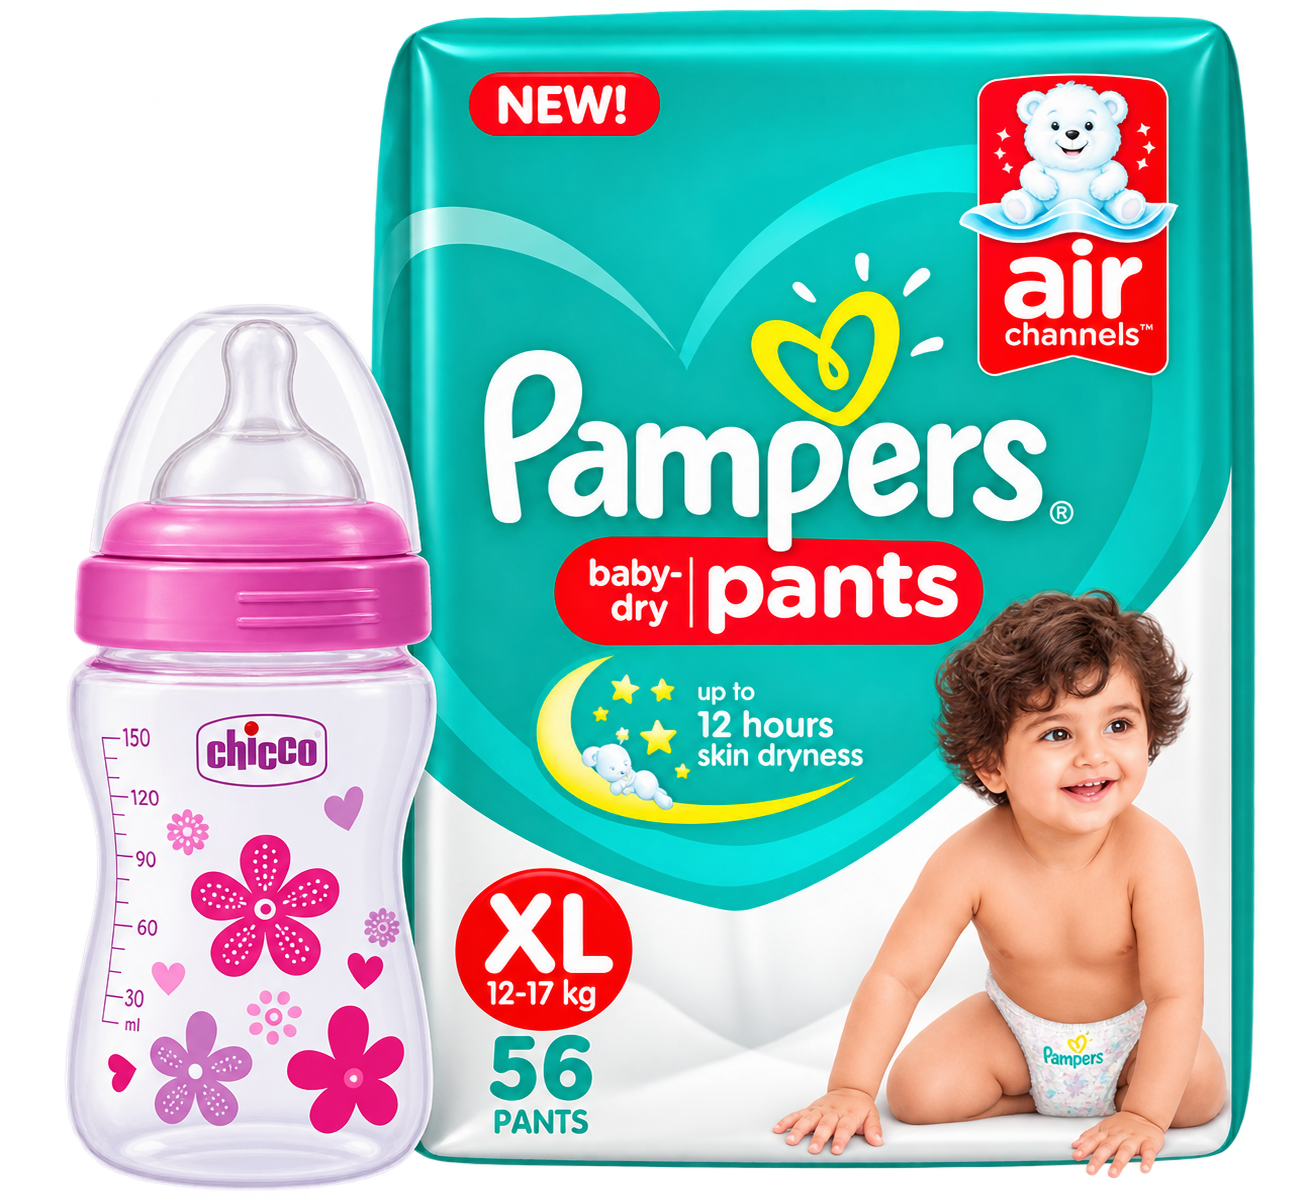 NEW!
air
channels™
Pampers®
baby-
dry
pants
up to
12 hours
skin dryness
XL
12-17 kg
56
PANTS
Pampers
chicco
150
120
90
60
30
ml